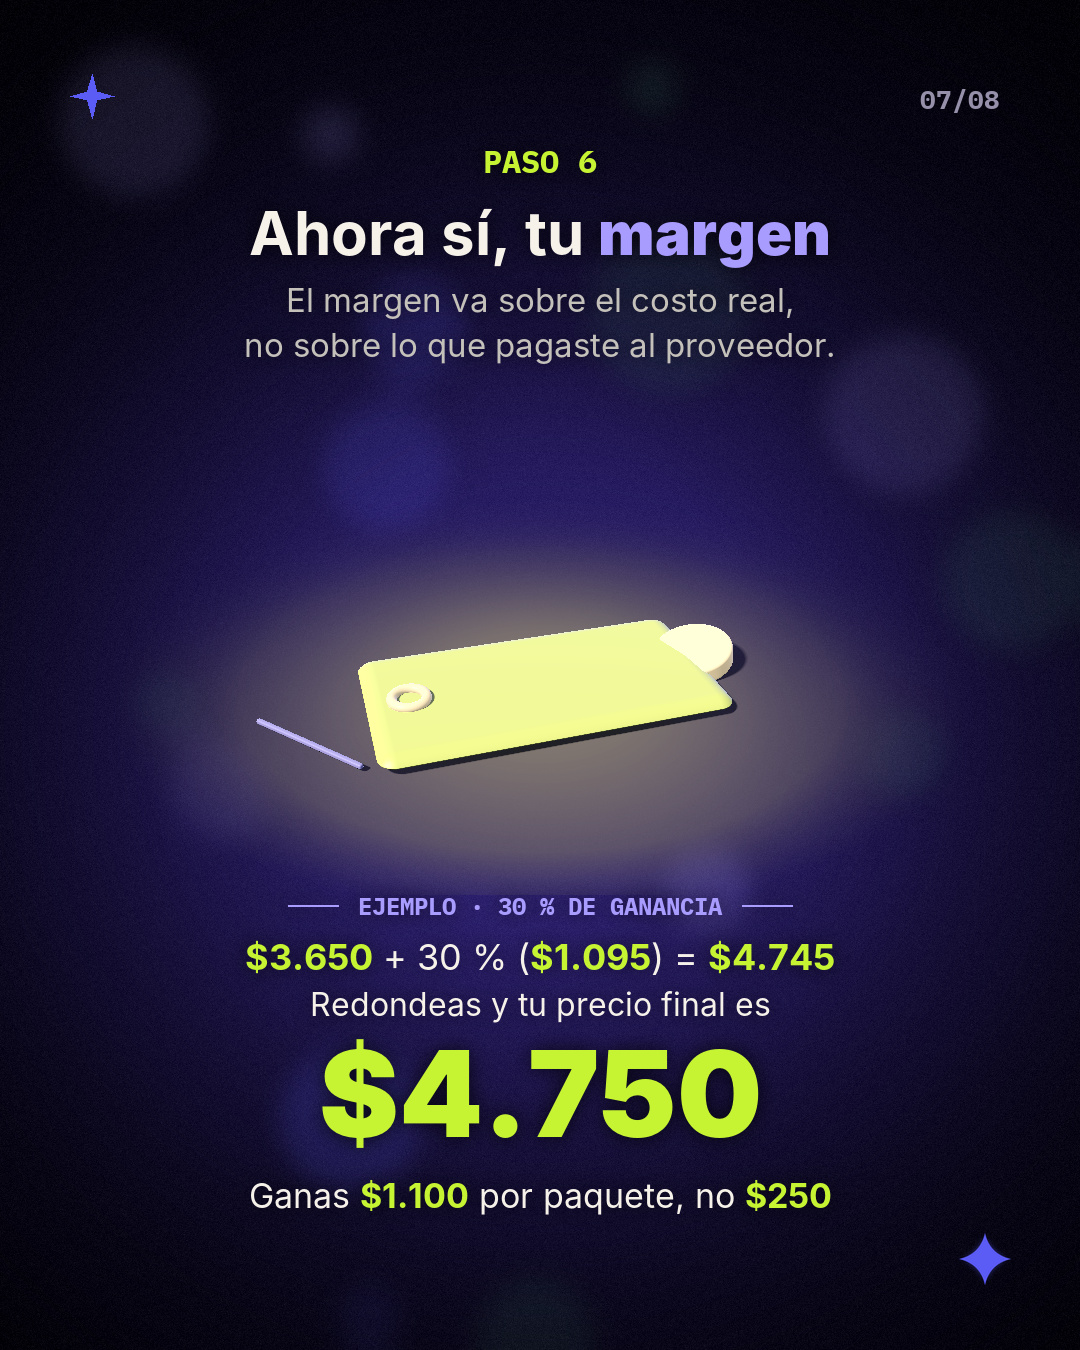 07/08
PASO 6
Ahora sí, tu margen
El margen va sobre el costo real,
no sobre lo que pagaste al proveedor.
EJEMPLO · 30 % DE GANANCIA
$3.650 + 30 % ($1.095) = $4.745
Redondeas y tu precio final es
$4.750
Ganas $1.100 por paquete, no $250